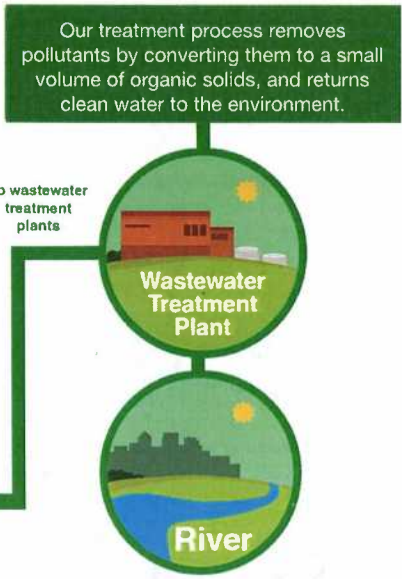 Our treatment process removes
pollutants by converting them to a small
volume of organic solids, and returns
clean water to the environment.
wastewater
treatment
plants
Wastewater
Treatment
Plant
River